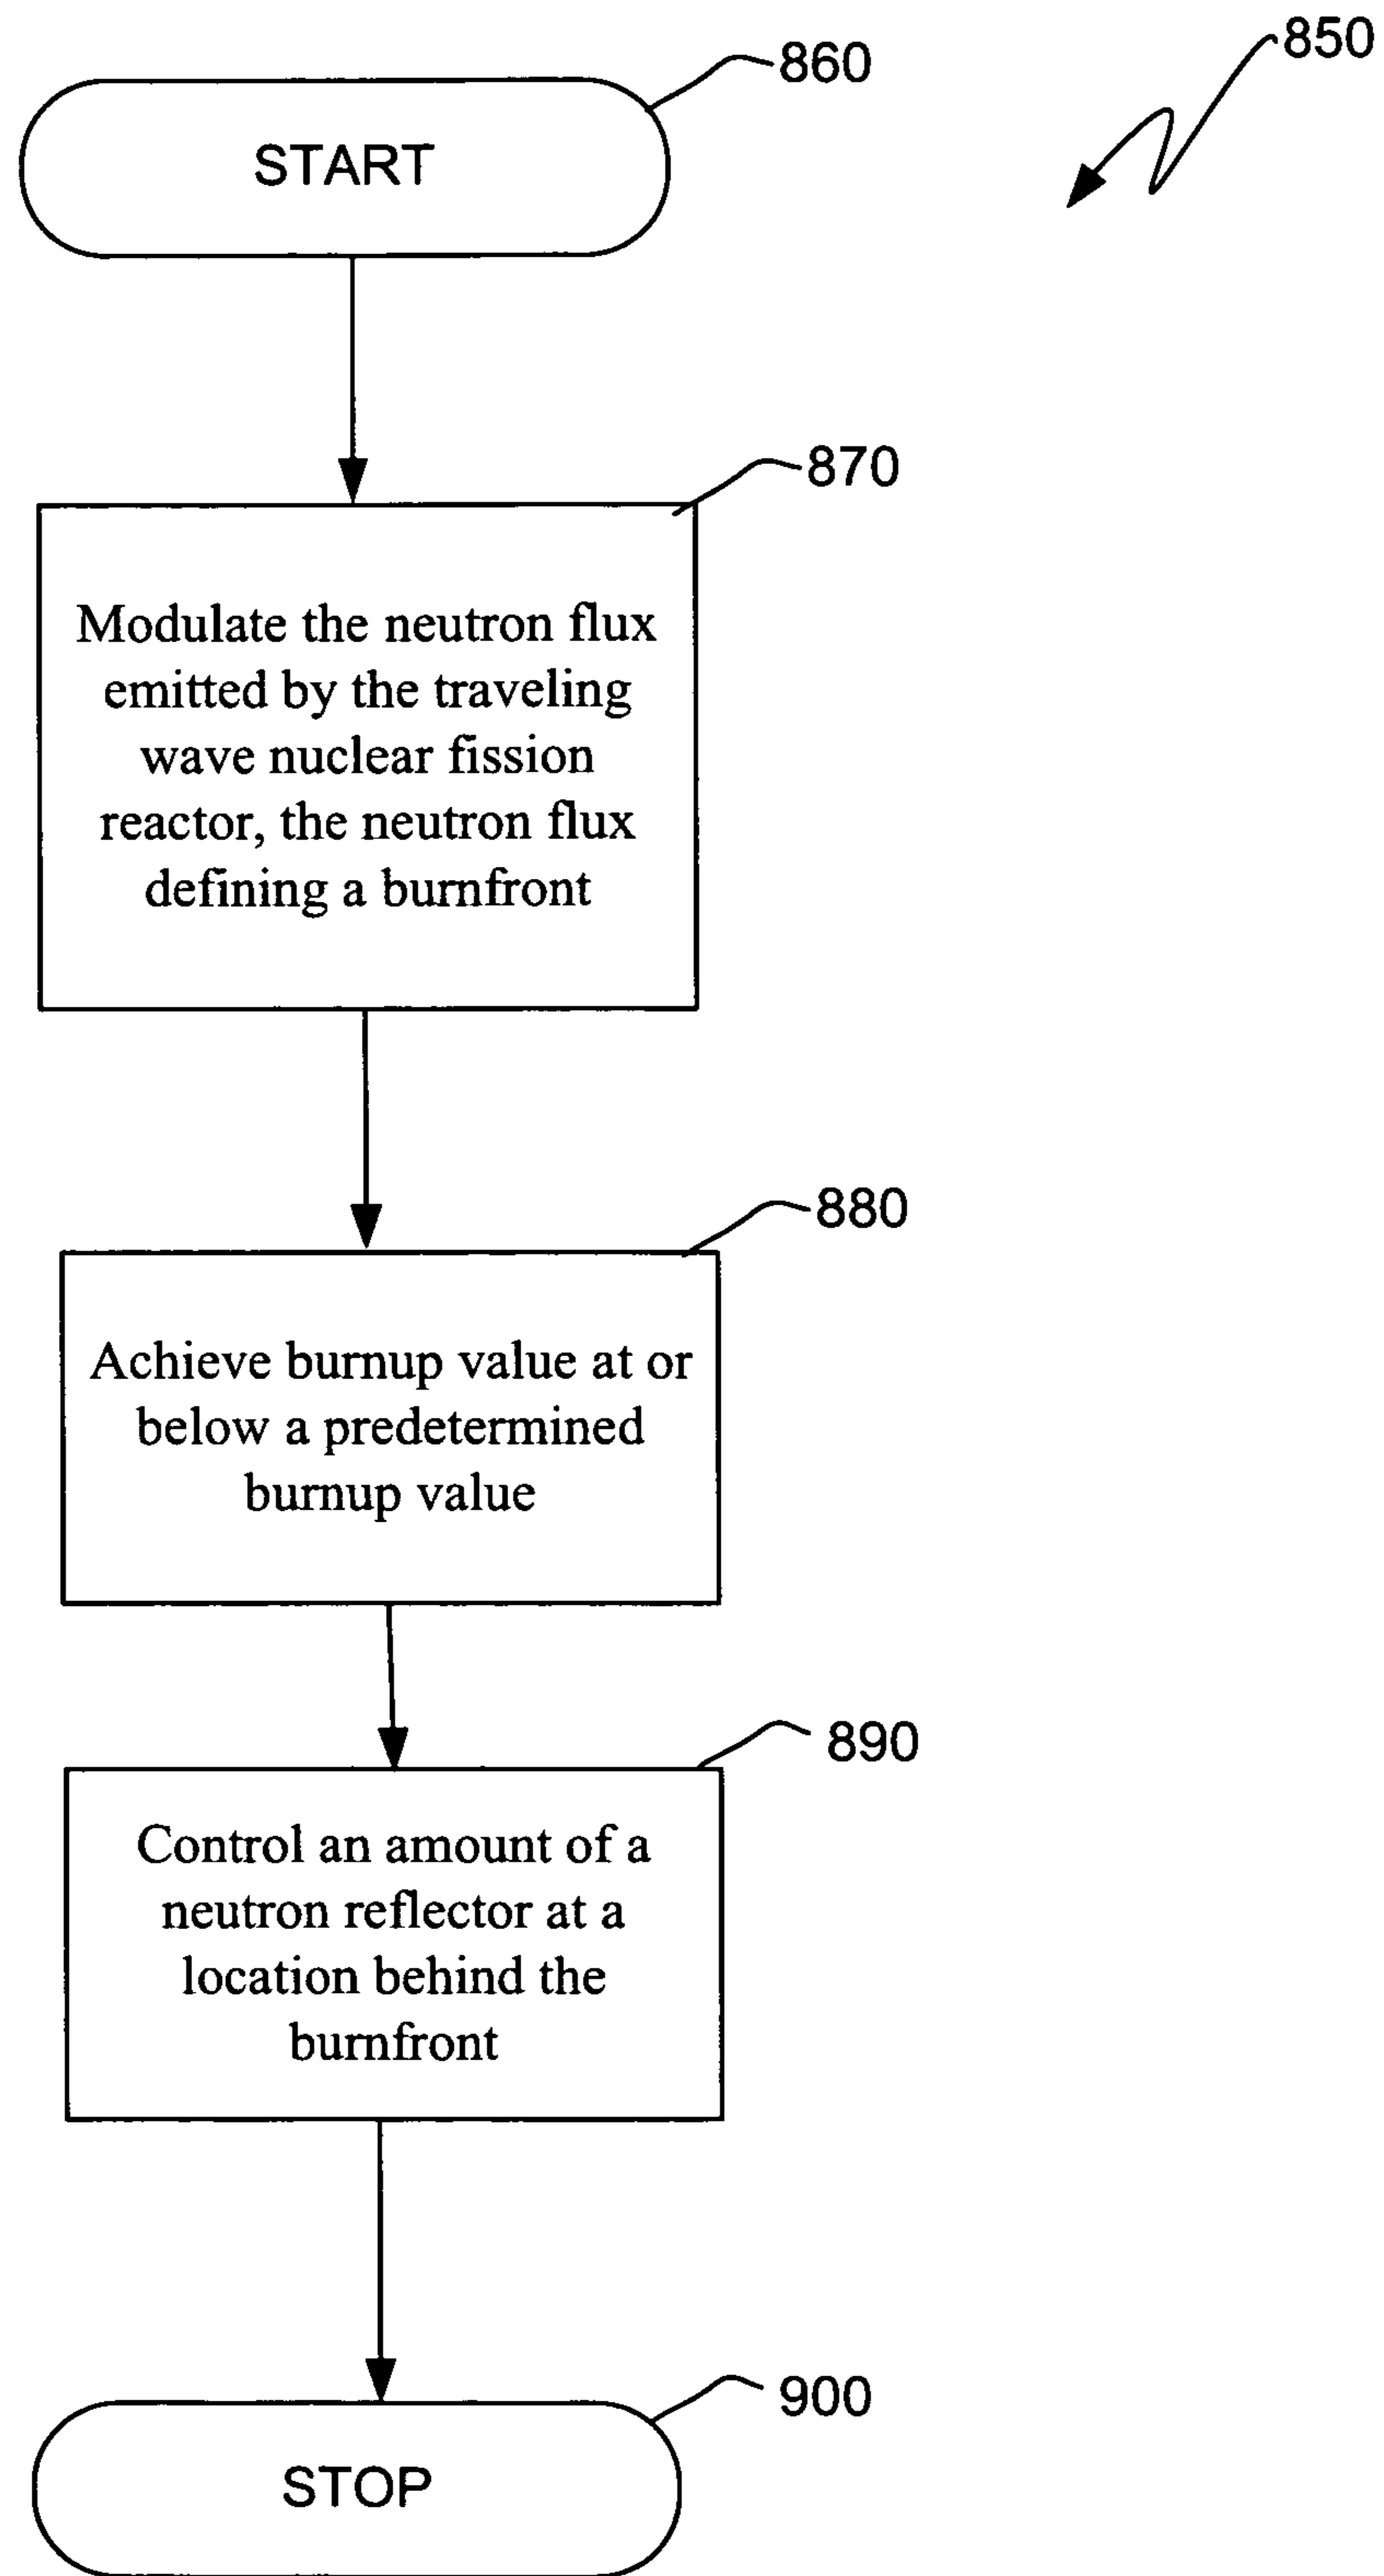 850
860
START
870
Modulate the neutron flux
emitted by the traveling
wave nuclear fission
reactor, the neutron flux
defining a burnfront
880
Achieve burnup value at or
below a predetermined
burnup value
890
Control an amount of a
neutron reflector at a
location behind the
burnfront
900
STOP